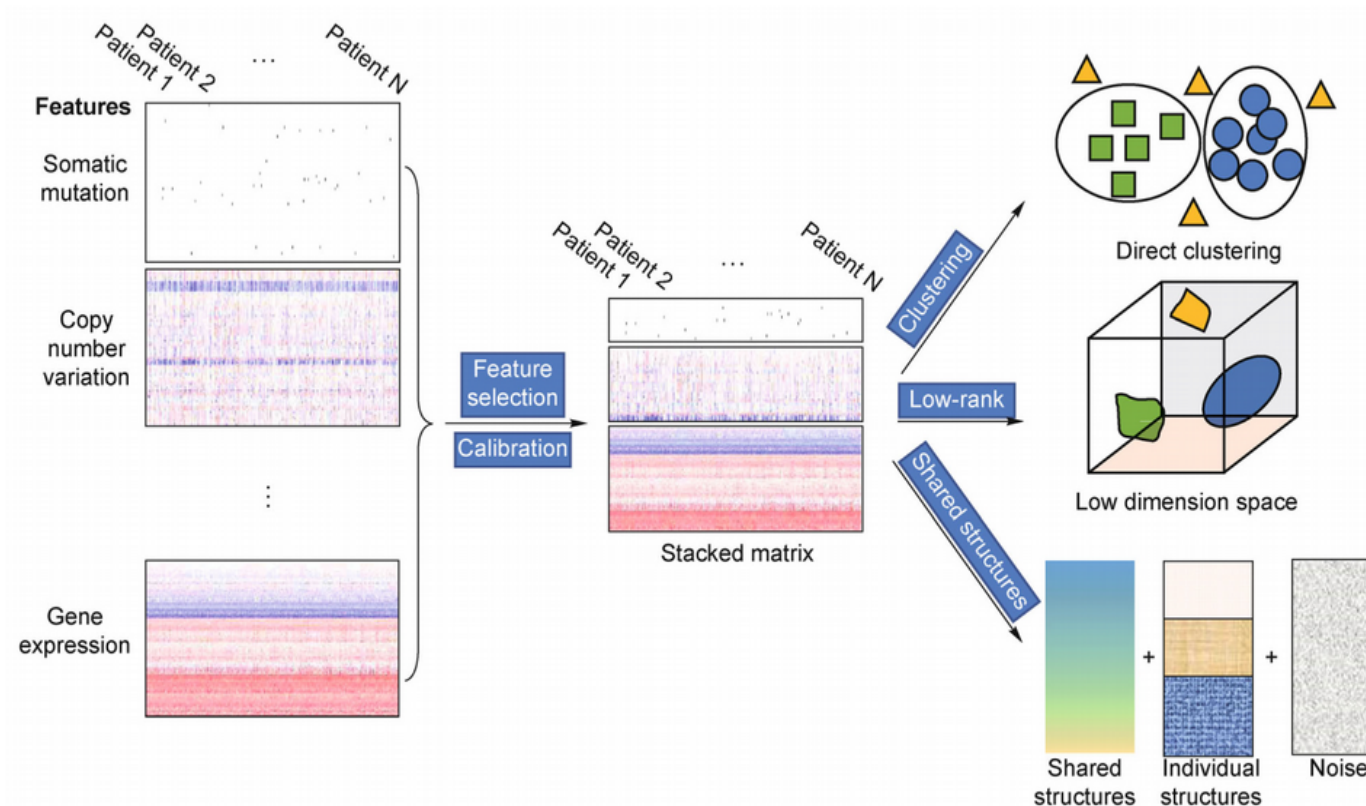 Patient 1
Patient 2
...
Patient N
Features
Somatic
mutation
Copy
number
variation
⋮
Gene
expression
Feature
selection
Calibration
Patient 1
Patient 2
...
Patient N
Stacked matrix
Clustering
Low-rank
Shared structures
Direct clustering
Low dimension space
+
+
Shared
structures
Individual
structures
Noise